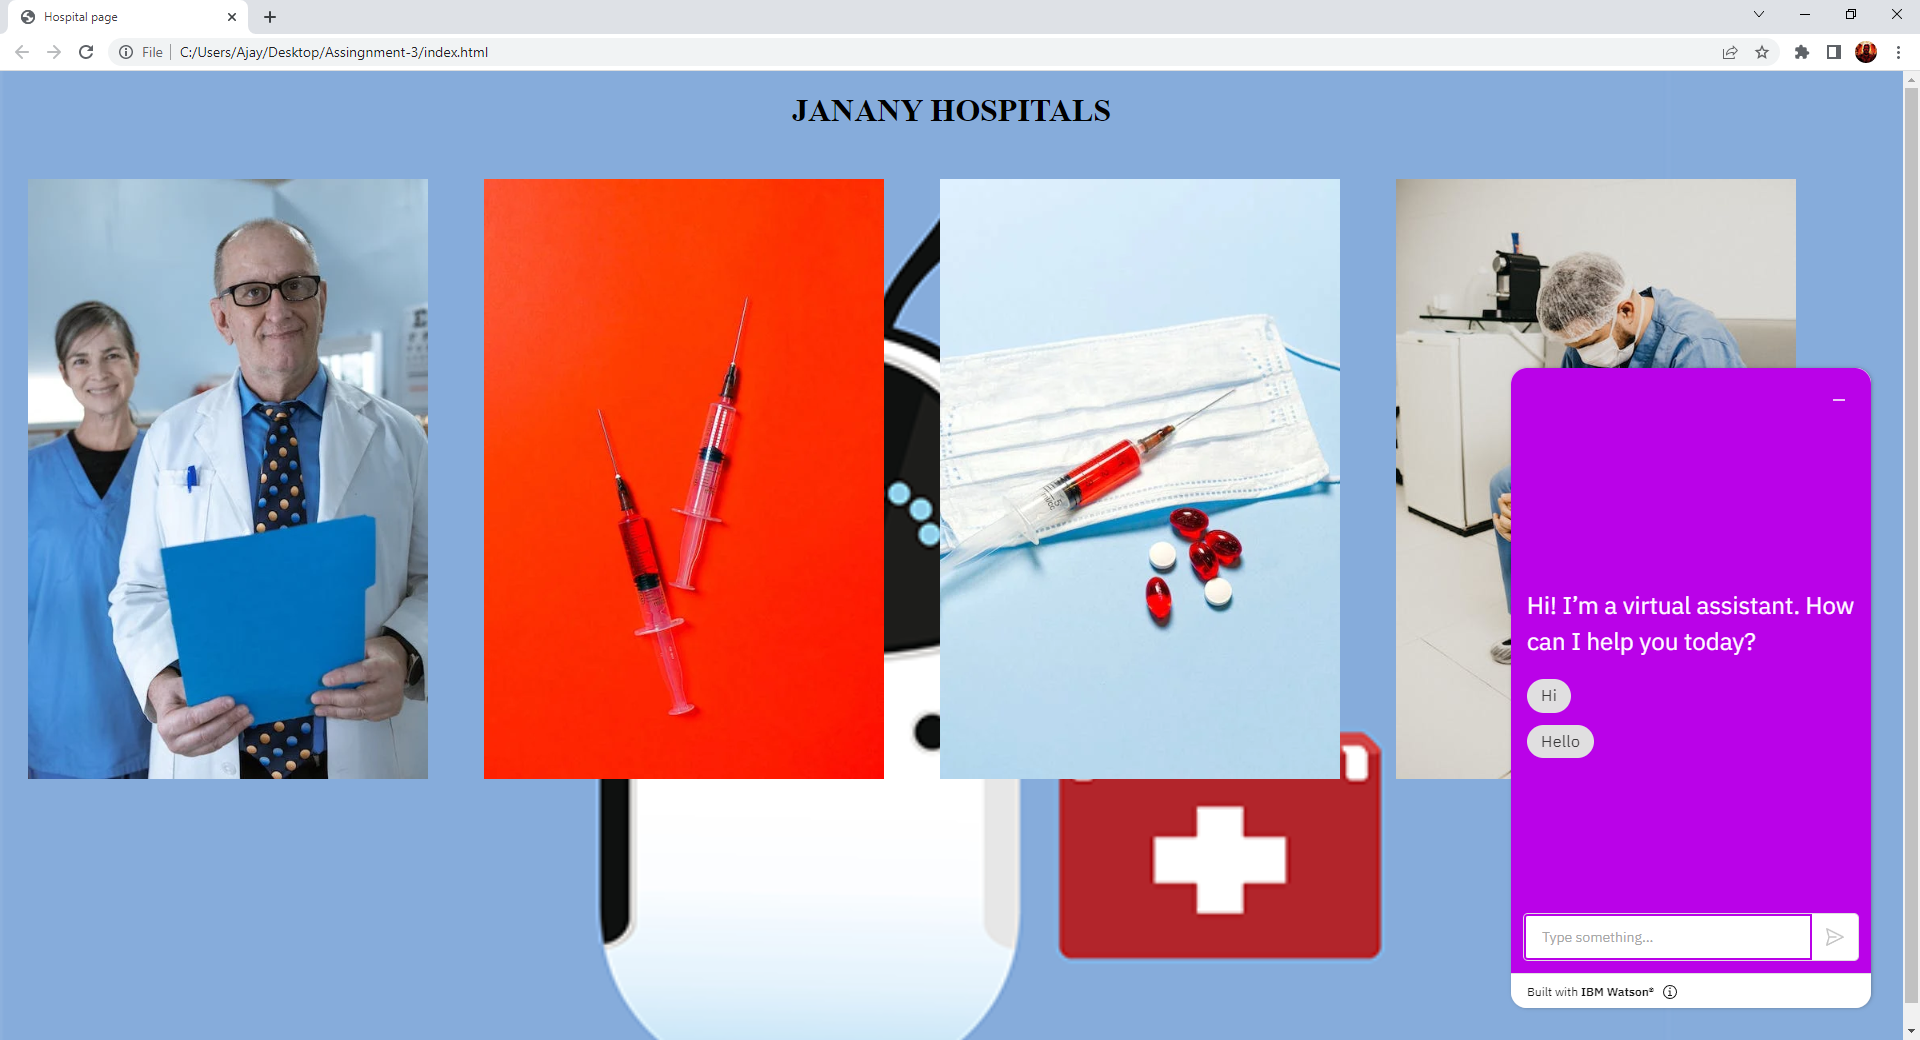 Hospital page
File
C:/Users/Ajay/Desktop/Assingnment-3/index.html
JANANY HOSPITALS
Hi! I’m a virtual assistant. How
can I help you today?
Hi
Hello
Type something...
Built with IBM Watson®